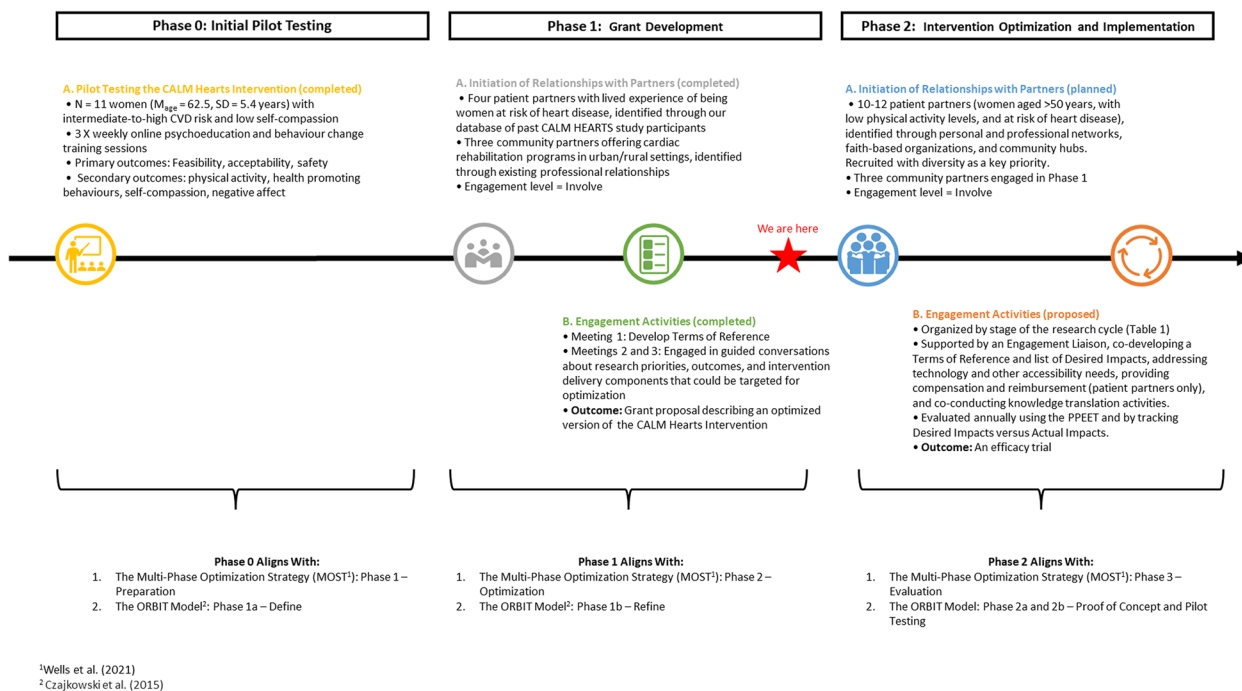 Phase 0: Initial Pilot Testing
Phase 1: Grant Development
Phase 2: Intervention Optimization and Implementation
A. Pilot Testing the CALM Hearts Intervention (completed)
• N = 11 women (Mage = 62.5, SD = 5.4 years) with
intermediate-to-high CVD risk and low self-compassion
• 3 X weekly online psychoeducation and behaviour change
training sessions
• Primary outcomes: Feasibility, acceptability, safety
• Secondary outcomes: physical activity, health promoting
behaviours, self-compassion, negative affect
A. Initiation of Relationships with Partners (completed)
• Four patient partners with lived experience of being
women at risk of heart disease, identified through our
database of past CALM HEARTS study participants
• Three community partners offering cardiac
rehabilitation programs in urban/rural settings, identified
through existing professional relationships
• Engagement level = Involve
A. Initiation of Relationships with Partners (planned)
• 10-12 patient partners (women aged >50 years, with
low physical activity levels, and at risk of heart disease),
identified through personal and professional networks,
faith-based organizations, and community hubs.
Recruited with diversity as a key priority.
• Three community partners engaged in Phase 1
• Engagement level = Involve
We are here
B. Engagement Activities (completed)
• Meeting 1: Develop Terms of Reference
• Meetings 2 and 3: Engaged in guided conversations
about research priorities, outcomes, and intervention
delivery components that could be targeted for
optimization
• Outcome: Grant proposal describing an optimized
version of the CALM Hearts Intervention
B. Engagement Activities (proposed)
• Organized by stage of the research cycle (Table 1)
• Supported by an Engagement Liaison, co-developing a
Terms of Reference and list of Desired Impacts, addressing
technology and other accessibility needs, providing
compensation and reimbursement (patient partners only),
and co-conducting knowledge translation activities.
• Evaluated annually using the PPEET and by tracking
Desired Impacts versus Actual Impacts.
• Outcome: An efficacy trial
Phase 0 Aligns With:
1. The Multi-Phase Optimization Strategy (MOST1): Phase 1 –
Preparation
2. The ORBIT Model2: Phase 1a – Define
Phase 1 Aligns With:
1. The Multi-Phase Optimization Strategy (MOST1): Phase 2 –
Optimization
2. The ORBIT Model2: Phase 1b – Refine
Phase 2 Aligns With:
1. The Multi-Phase Optimization Strategy (MOST1): Phase 3 –
Evaluation
2. The ORBIT Model: Phase 2a and 2b – Proof of Concept and Pilot
Testing
1Wells et al. (2021)
2 Czajkowski et al. (2015)